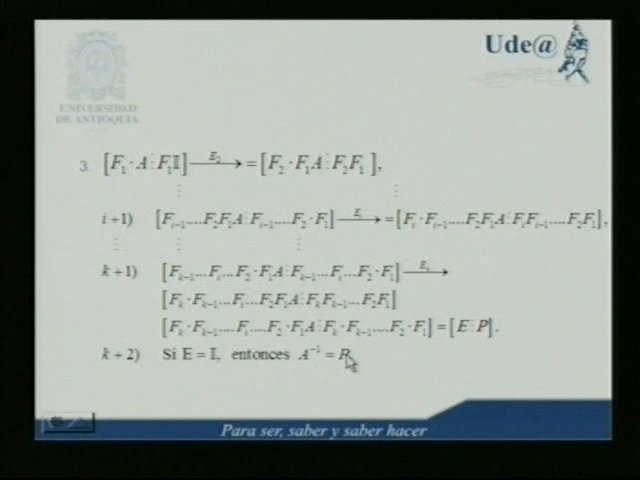 Ude@
UNIVERSIDAD
DE ANTIOQUIA
3. [F₁ · A ⋮ F₁𝕀] —E₂→ = [F₂ · F₁A ⋮ F₂F₁],
⋮ ⋮
i+1) [Fᵢ₋₁....F₂F₁A ⋮ Fᵢ₋₁....F₂ · F₁] —Eᵢ→ = [Fᵢ · Fᵢ₋₁....F₂F₁A ⋮ FᵢFᵢ₋₁....F₂F₁],
⋮ ⋮ ⋮
k+1) [Fₖ₋₁...Fᵢ...F₂ · F₁A ⋮ Fₖ₋₁...Fᵢ...F₂ · F₁] —Eₖ→
[Fₖ · Fₖ₋₁...Fᵢ...F₂F₁A ⋮ FₖFₖ₋₁...F₂F₁]
[Fₖ · Fₖ₋₁....Fᵢ....F₂ · F₁A ⋮ Fₖ · Fₖ₋₁....Fᵢ...F₂ · F₁] = [E ⋮ P].
k+2) Si E = I, entonces A⁻¹ = P
Para ser, saber y saber hacer